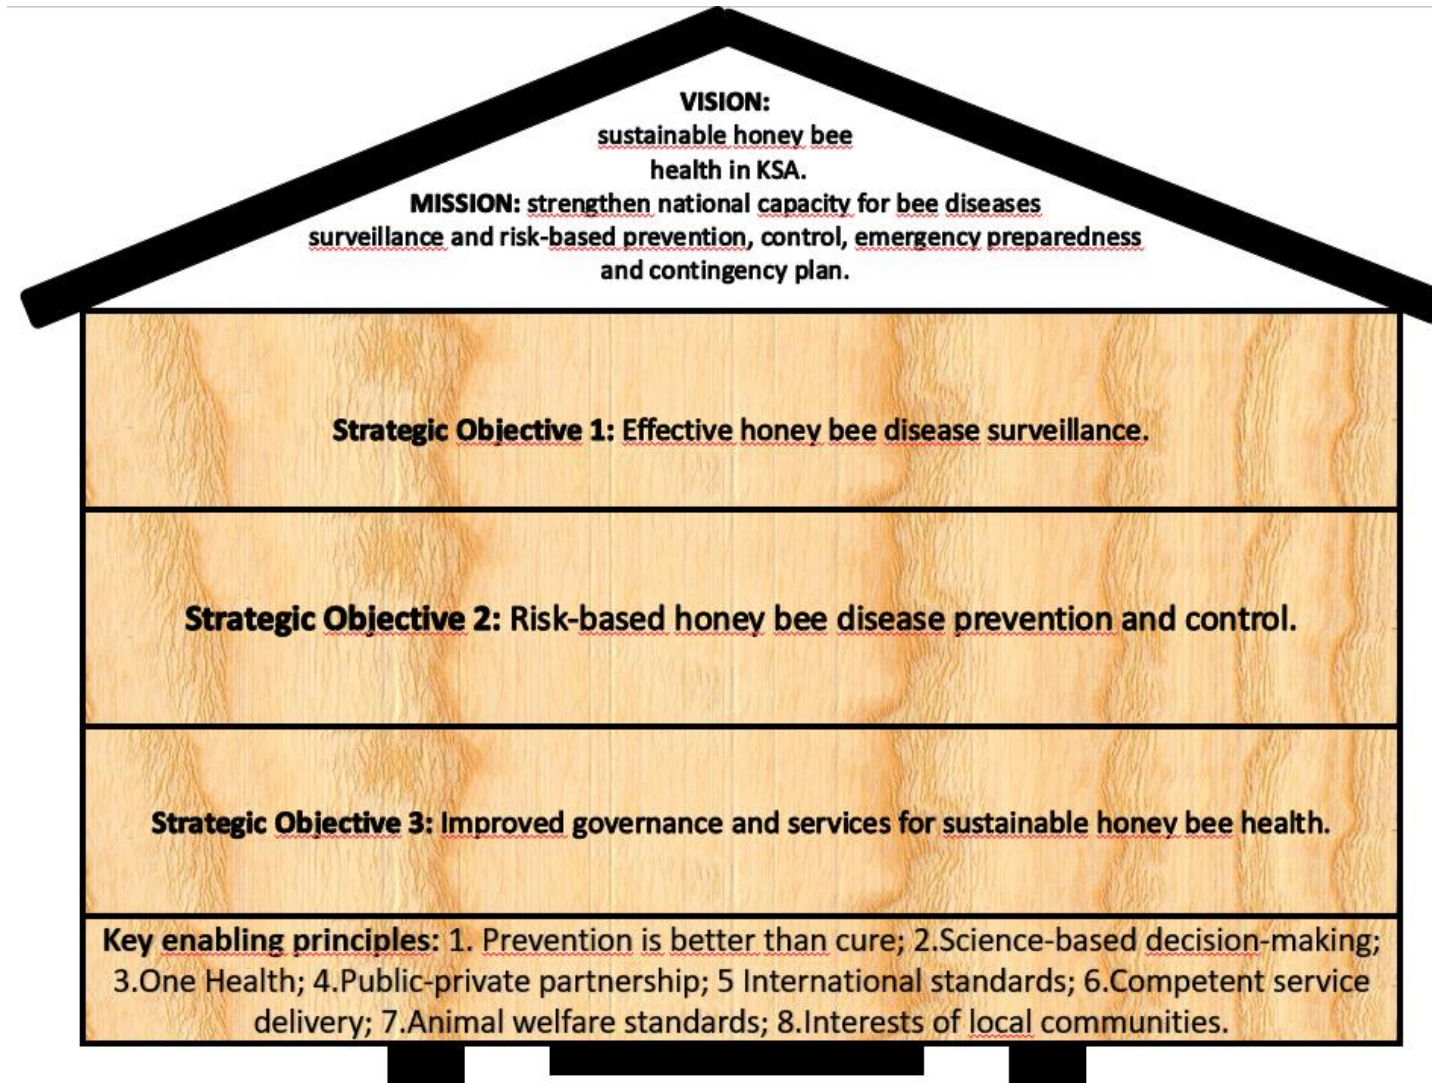 VISION:
sustainable honey bee
health in KSA.
MISSION: strengthen national capacity for bee diseases
surveillance and risk-based prevention, control, emergency preparedness
and contingency plan.
Strategic Objective 1: Effective honey bee disease surveillance.
Strategic Objective 2: Risk-based honey bee disease prevention and control.
Strategic Objective 3: Improved governance and services for sustainable honey bee health.
Key enabling principles: 1. Prevention is better than cure; 2.Science-based decision-making;
3.One Health; 4.Public-private partnership; 5 International standards; 6.Competent service
delivery; 7.Animal welfare standards; 8.Interests of local communities.